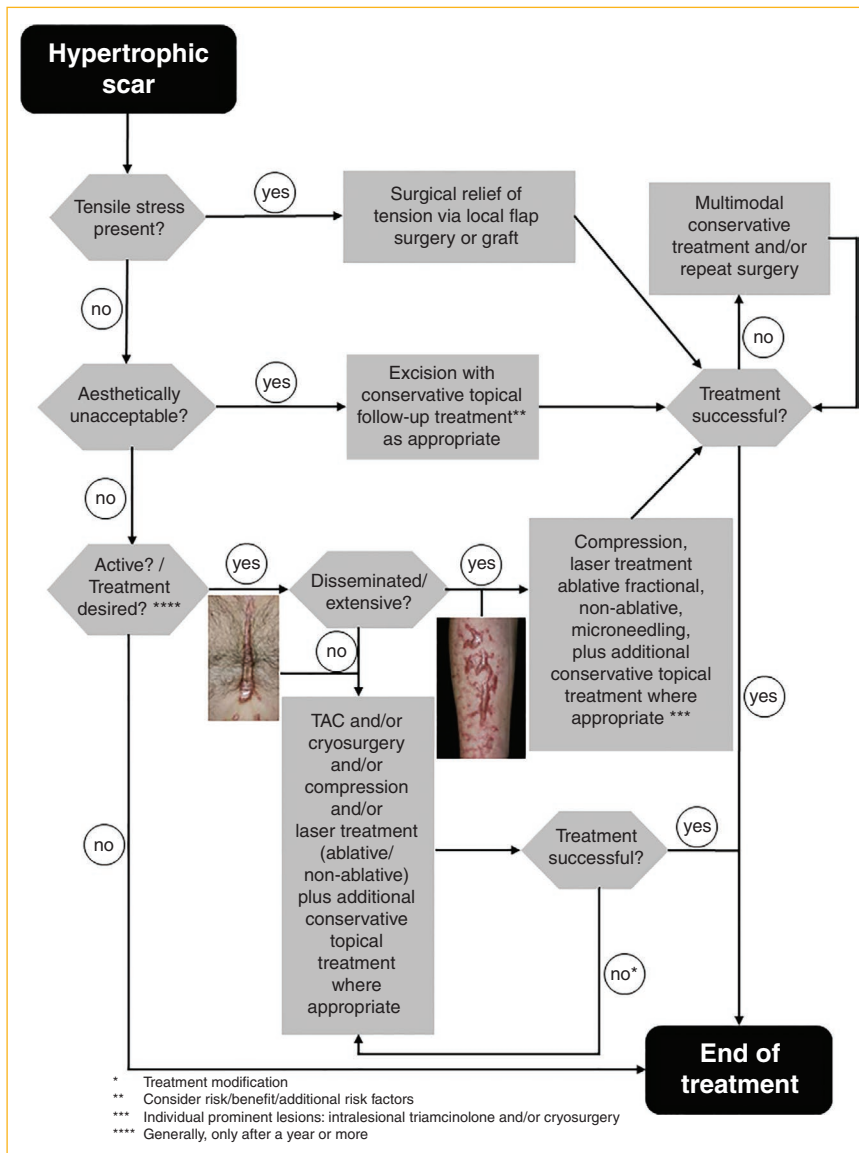 Hypertrophic
scar
Tensile stress
present?
yes
Surgical relief of
tension via local flap
surgery or graft
Multimodal
conservative
treatment and/or
repeat surgery
no
no
Aesthetically
unacceptable?
yes
Excision with
conservative topical
follow-up treatment**
as appropriate
Treatment
successful?
no
Active? /
Treatment
desired? ****
yes
Disseminated/
extensive?
yes
Compression,
laser treatment
ablative fractional,
non-ablative,
microneedling,
plus additional
conservative topical
treatment where
appropriate ***
no
yes
TAC and/or
cryosurgery
and/or
compression
and/or
laser treatment
(ablative/
non-ablative)
plus additional
conservative
topical
treatment
where
appropriate
Treatment
successful?
yes
no
no*
End of
treatment
* Treatment modification
** Consider risk/benefit/additional risk factors
*** Individual prominent lesions: intralesional triamcinolone and/or cryosurgery
**** Generally, only after a year or more